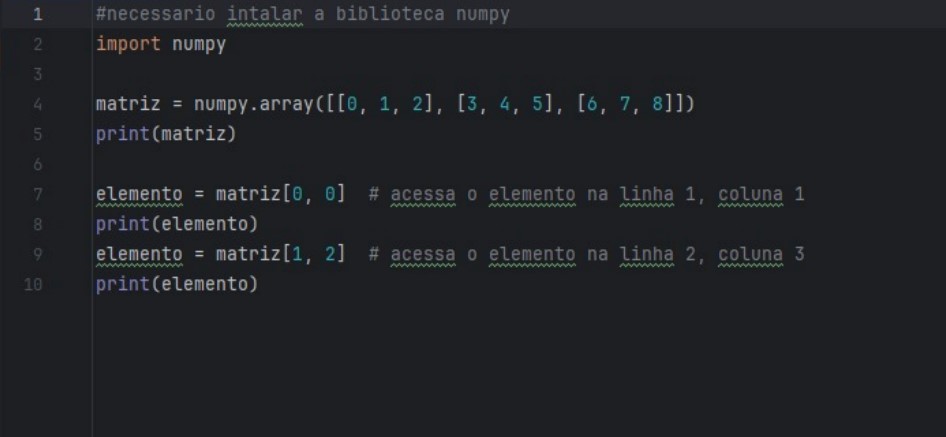 1 #necessario intalar a biblioteca numpy
2 import numpy
3
4 matriz = numpy.array([[0, 1, 2], [3, 4, 5], [6, 7, 8]])
5 print(matriz)
6
7 elemento = matriz[0, 0]  # acessa o elemento na linha 1, coluna 1
8 print(elemento)
9 elemento = matriz[1, 2]  # acessa o elemento na linha 2, coluna 3
10 print(elemento)